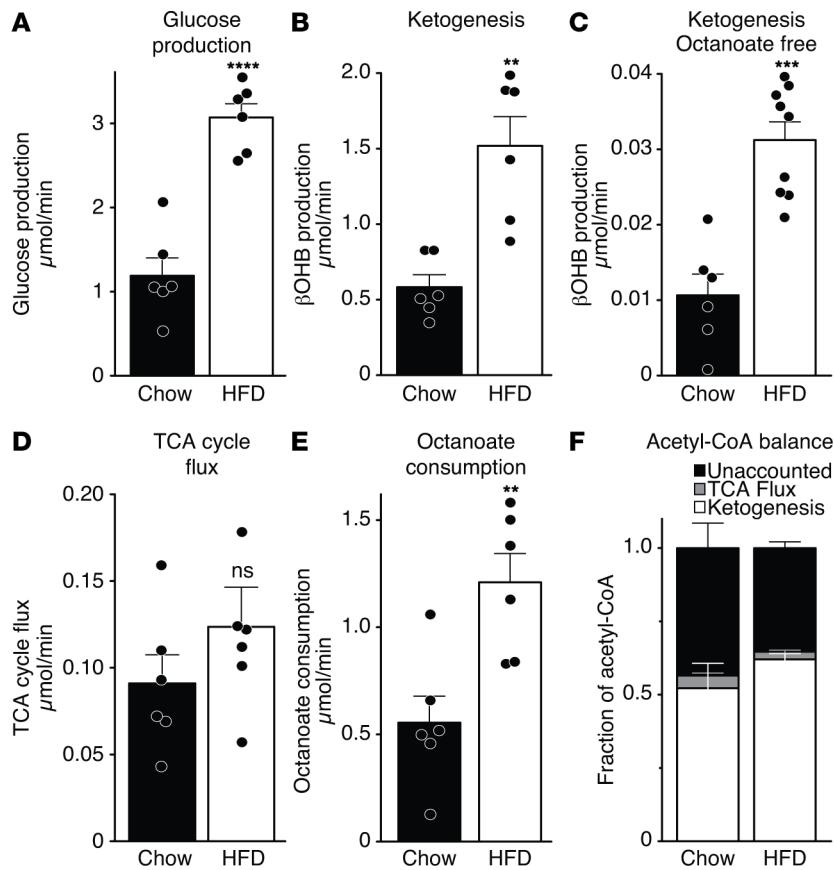 A
Glucose
production
****
Glucose production
µmol/min
3
2
1
0
Chow HFD
B
Ketogenesis
**
βOHB production
µmol/min
2.0
1.5
1.0
0.5
0
Chow HFD
C
Ketogenesis
Octanoate free
***
βOHB production
µmol/min
0.04
0.03
0.02
0.01
0
Chow HFD
D
TCA cycle
flux
ns
TCA cycle flux
µmol/min
0.20
0.15
0.10
0.05
0
Chow HFD
E
Octanoate
consumption
**
Octanoate consumption
µmol/min
1.5
1.0
0.5
0
Chow HFD
F
Acetyl-CoA balance
Unaccounted
TCA Flux
Ketogenesis
Fraction of acetyl-CoA
1.0
0.5
0
Chow HFD